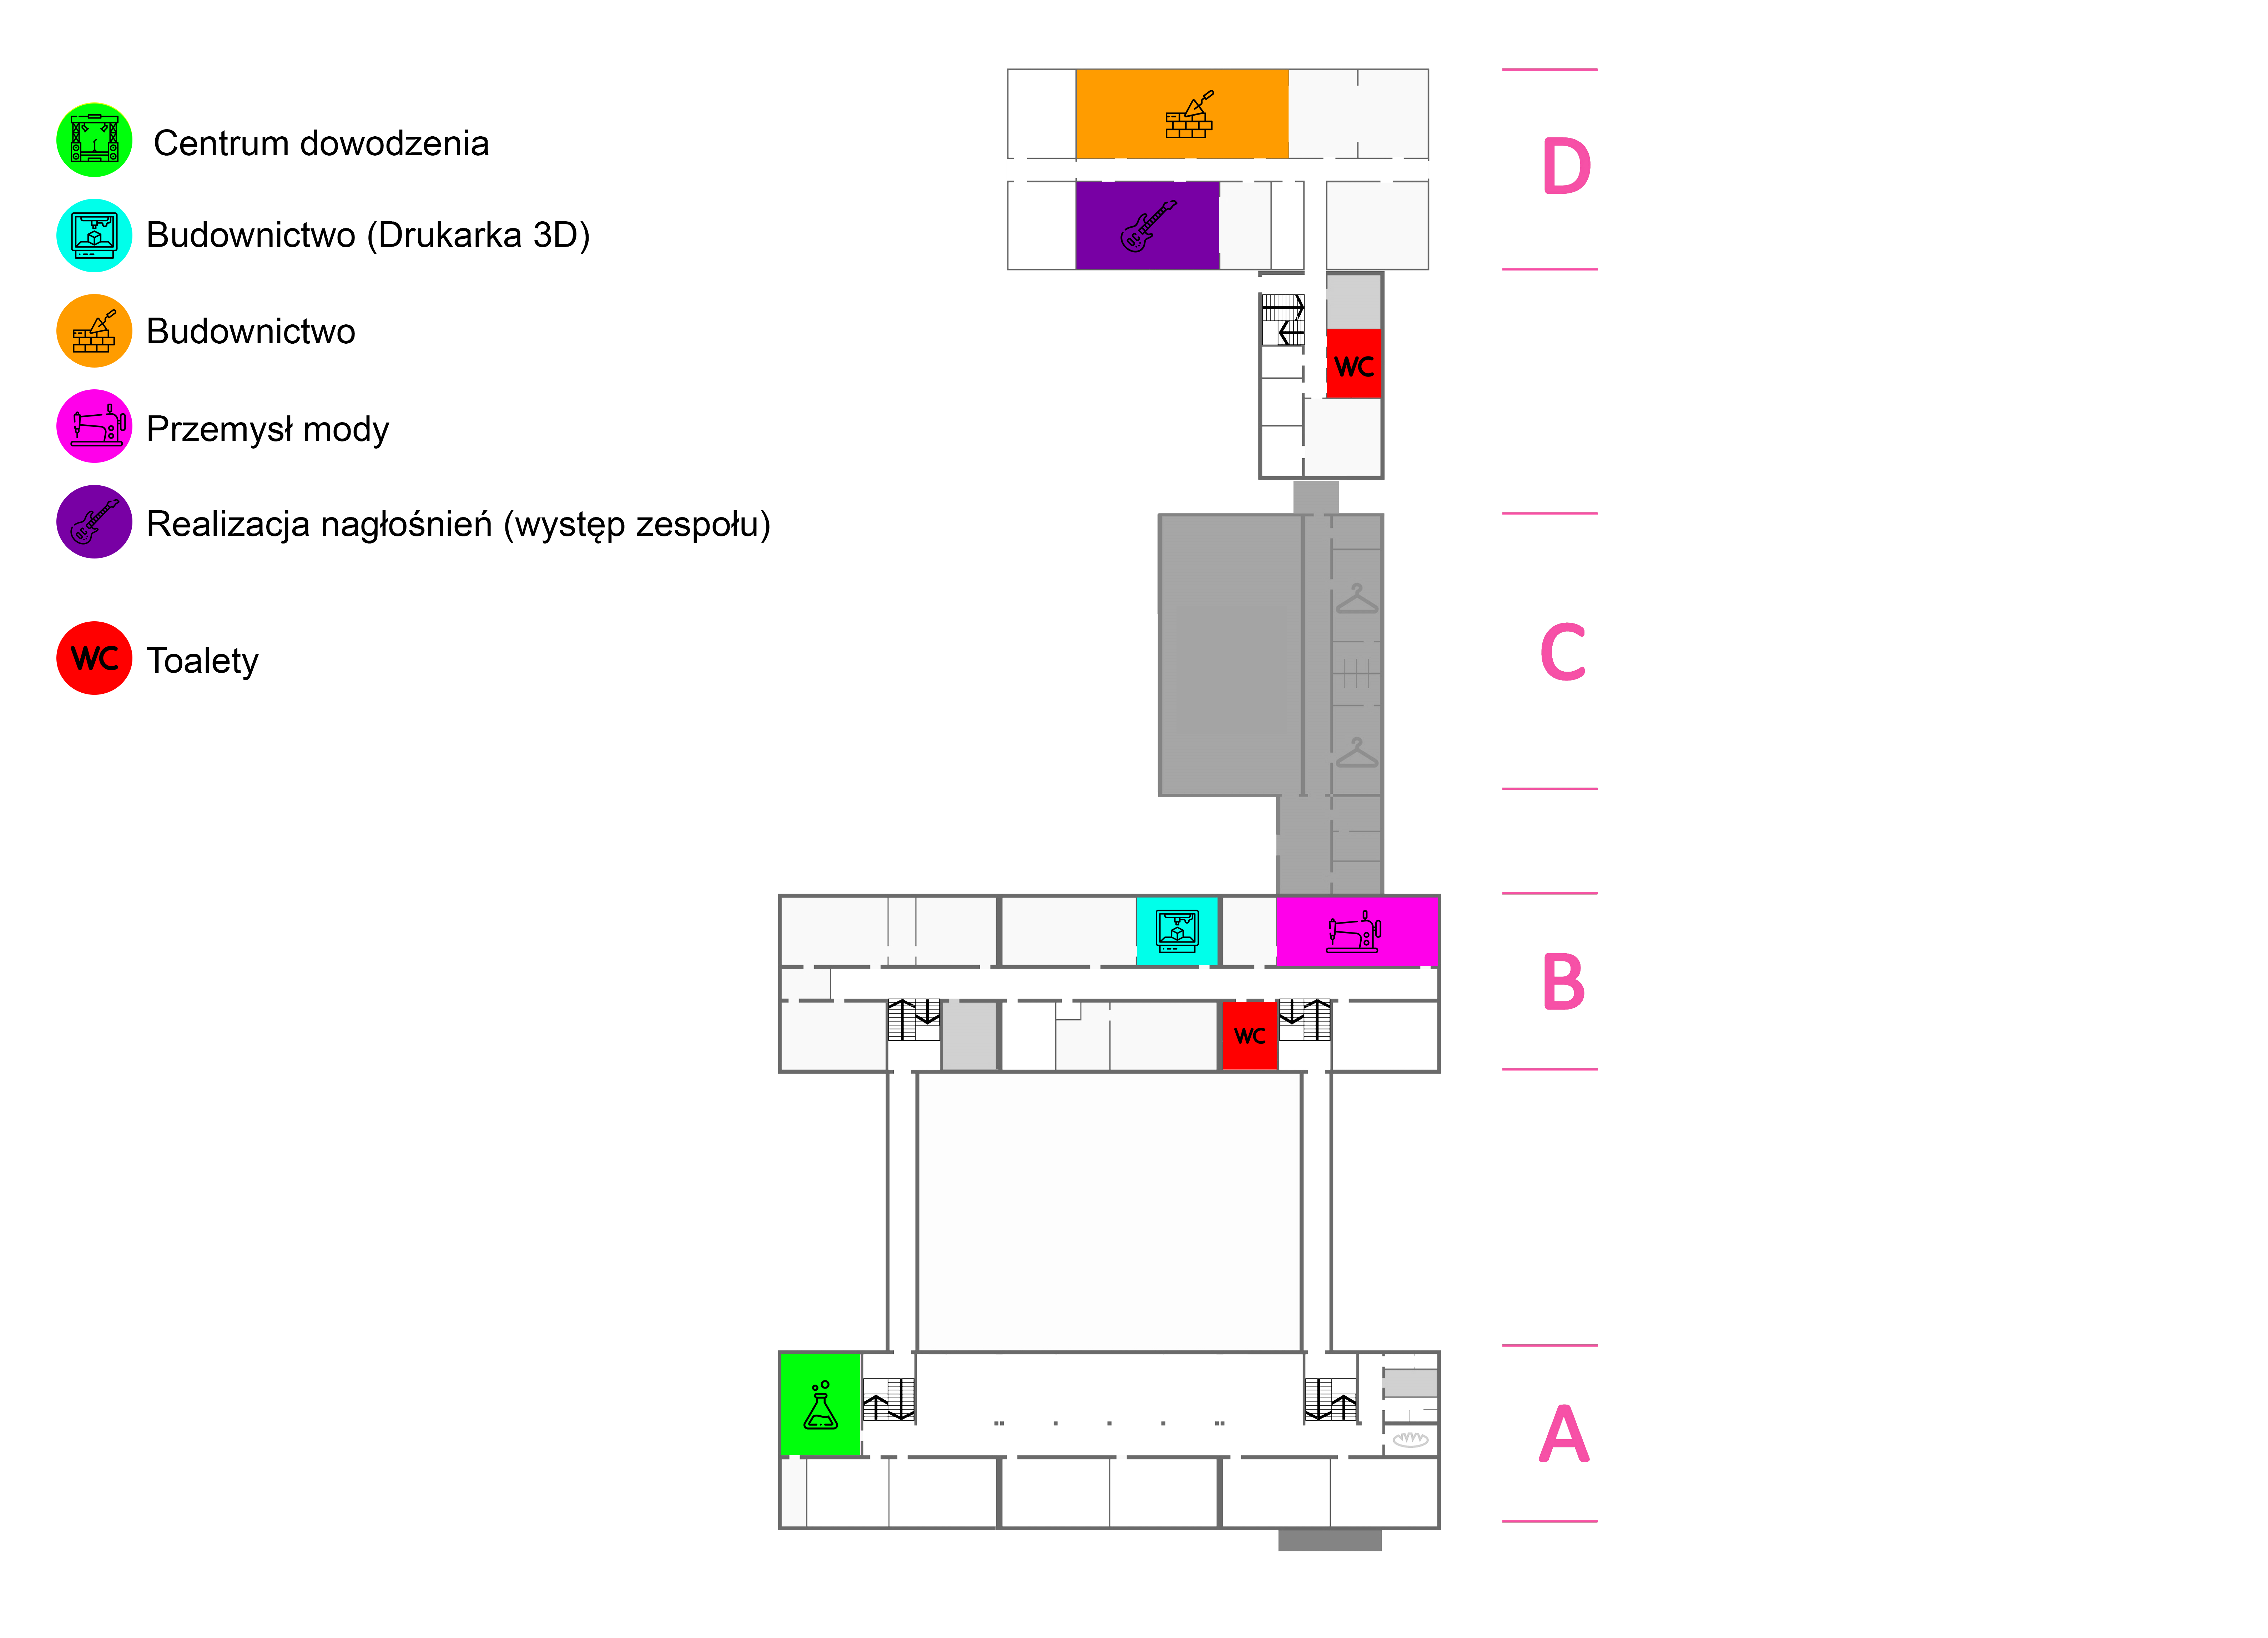 Centrum dowodzenia
Budownictwo (Drukarka 3D)
Budownictwo
Przemysł mody
Realizacja nagłośnień (występ zespołu)
WC Toalety
D
WC
C
B
WC
A